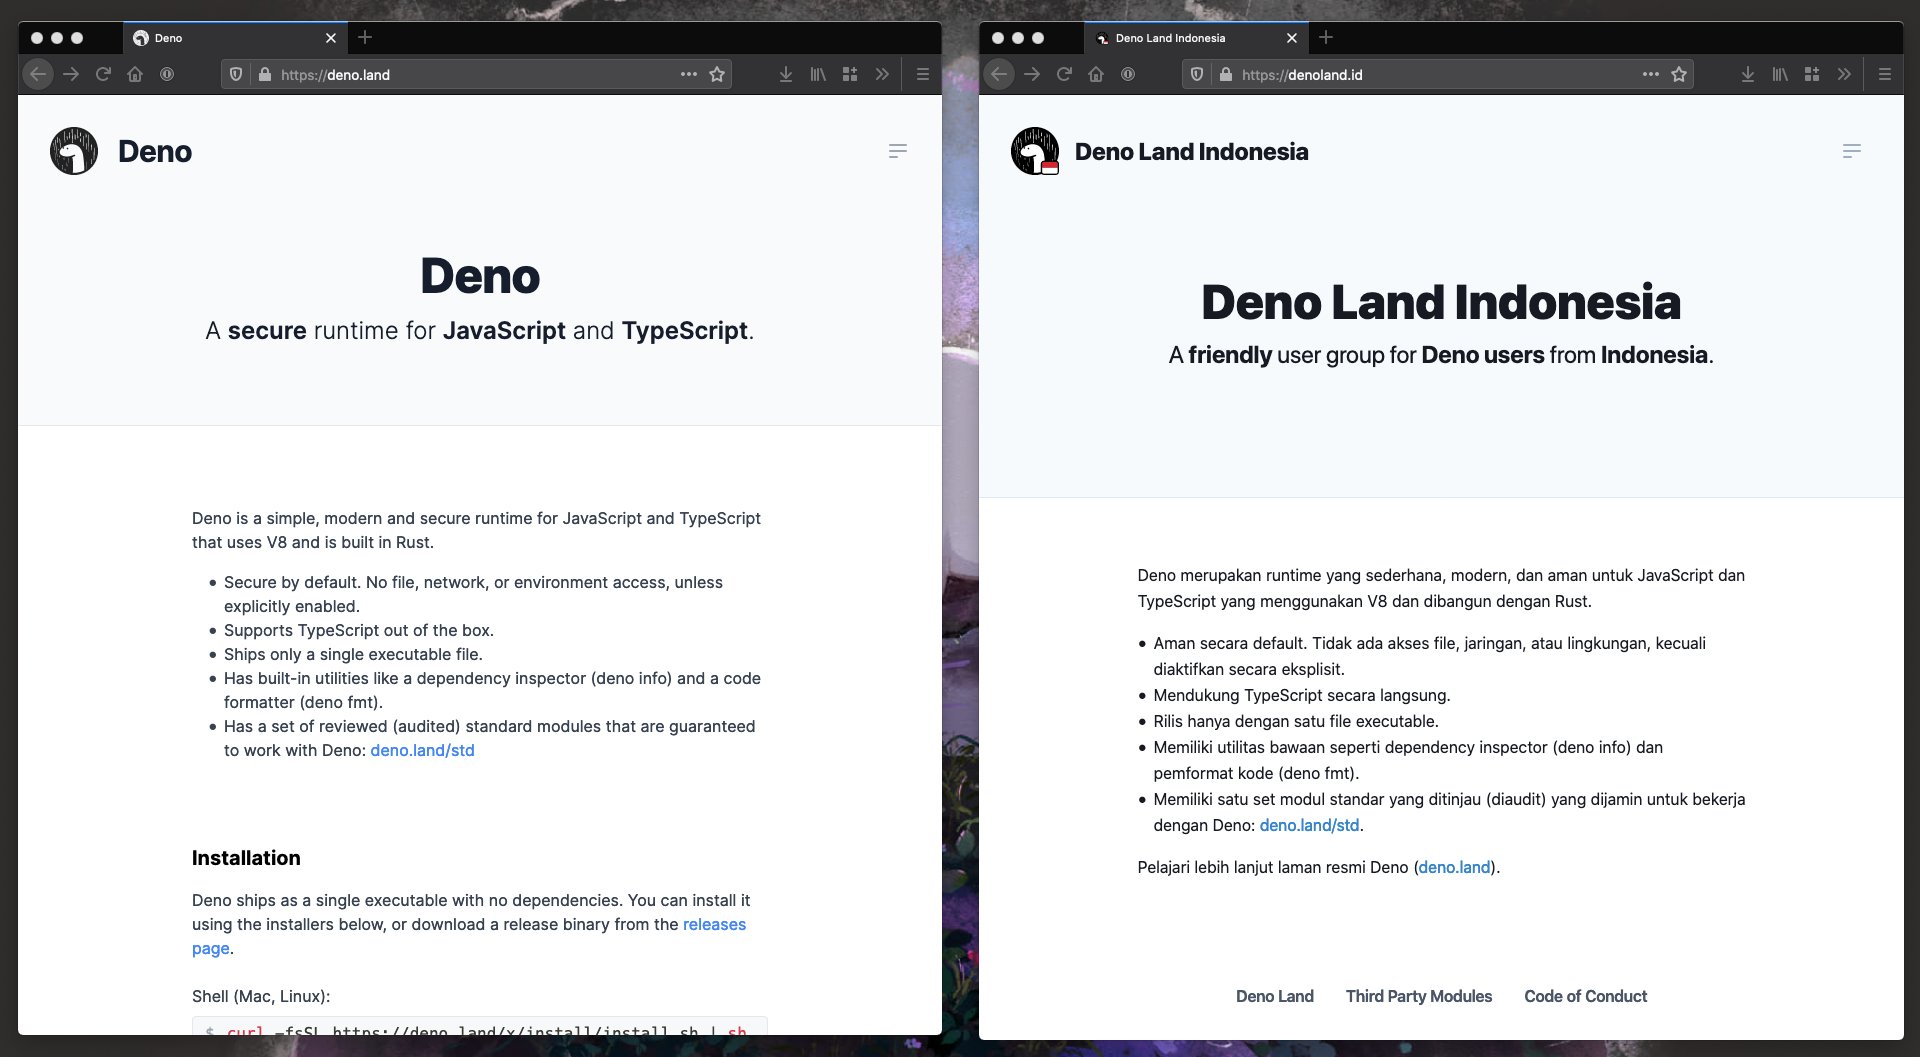 Deno
https://deno.land
Deno
Deno
A secure runtime for JavaScript and TypeScript.
Deno is a simple, modern and secure runtime for JavaScript and TypeScript
that uses V8 and is built in Rust.
• Secure by default. No file, network, or environment access, unless
explicitly enabled.
• Supports TypeScript out of the box.
• Ships only a single executable file.
• Has built-in utilities like a dependency inspector (deno info) and a code
formatter (deno fmt).
• Has a set of reviewed (audited) standard modules that are guaranteed
to work with Deno: deno.land/std
Installation
Deno ships as a single executable with no dependencies. You can install it
using the installers below, or download a release binary from the releases
page.
Shell (Mac, Linux):
$ curl -fsSL https://deno.land/x/install/install.sh | sh
Deno Land Indonesia
https://denoland.id
Deno Land Indonesia
Deno Land Indonesia
A friendly user group for Deno users from Indonesia.
Deno merupakan runtime yang sederhana, modern, dan aman untuk JavaScript dan
TypeScript yang menggunakan V8 dan dibangun dengan Rust.
• Aman secara default. Tidak ada akses file, jaringan, atau lingkungan, kecuali
diaktifkan secara eksplisit.
• Mendukung TypeScript secara langsung.
• Rilis hanya dengan satu file executable.
• Memiliki utilitas bawaan seperti dependency inspector (deno info) dan
pemformat kode (deno fmt).
• Memiliki satu set modul standar yang ditinjau (diaudit) yang dijamin untuk bekerja
dengan Deno: deno.land/std.
Pelajari lebih lanjut laman resmi Deno (deno.land).
Deno Land Third Party Modules Code of Conduct